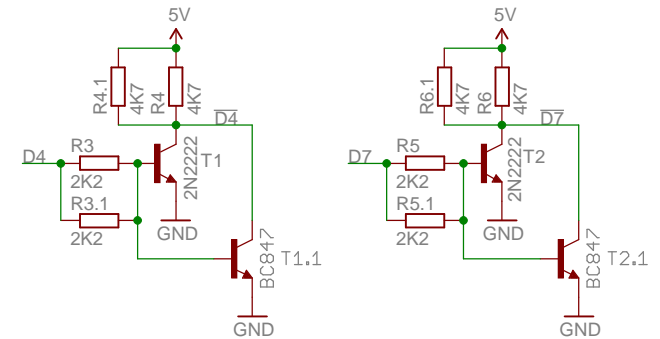 5V
R4.1
4K7
R4
4K7
D4
D4
R3
2K2
R3.1
2K2
T1
2N2222
GND
T1.1
BC847
GND
5V
R6.1
4K7
R6
4K7
D7
D7
R5
2K2
R5.1
2K2
T2
2N2222
GND
T2.1
BC847
GND